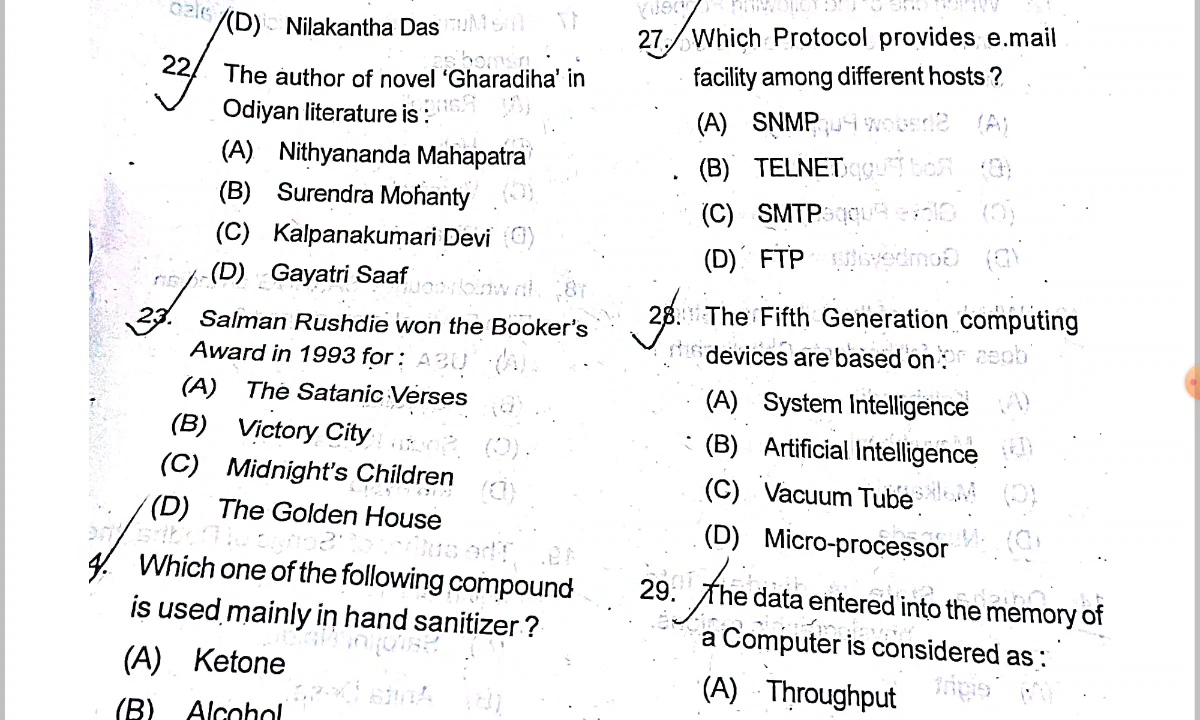 (D) Nilakantha Das
22. The author of novel ‘Gharadiha’ in
Odiyan literature is :
(A) Nithyananda Mahapatra
(B) Surendra Mohanty
(C) Kalpanakumari Devi
(D) Gayatri Saaf
23. Salman Rushdie won the Booker’s
Award in 1993 for :
(A) The Satanic Verses
(B) Victory City
(C) Midnight’s Children
(D) The Golden House
4. Which one of the following compound
is used mainly in hand sanitizer ?
(A) Ketone
(B) Alcohol
27. Which Protocol provides e.mail
facility among different hosts ?
(A) SNMP
(B) TELNET
(C) SMTP
(D) FTP
28. The Fifth Generation computing
devices are based on :
(A) System Intelligence
(B) Artificial Intelligence
(C) Vacuum Tube
(D) Micro-processor
29. The data entered into the memory of
a Computer is considered as :
(A) Throughput